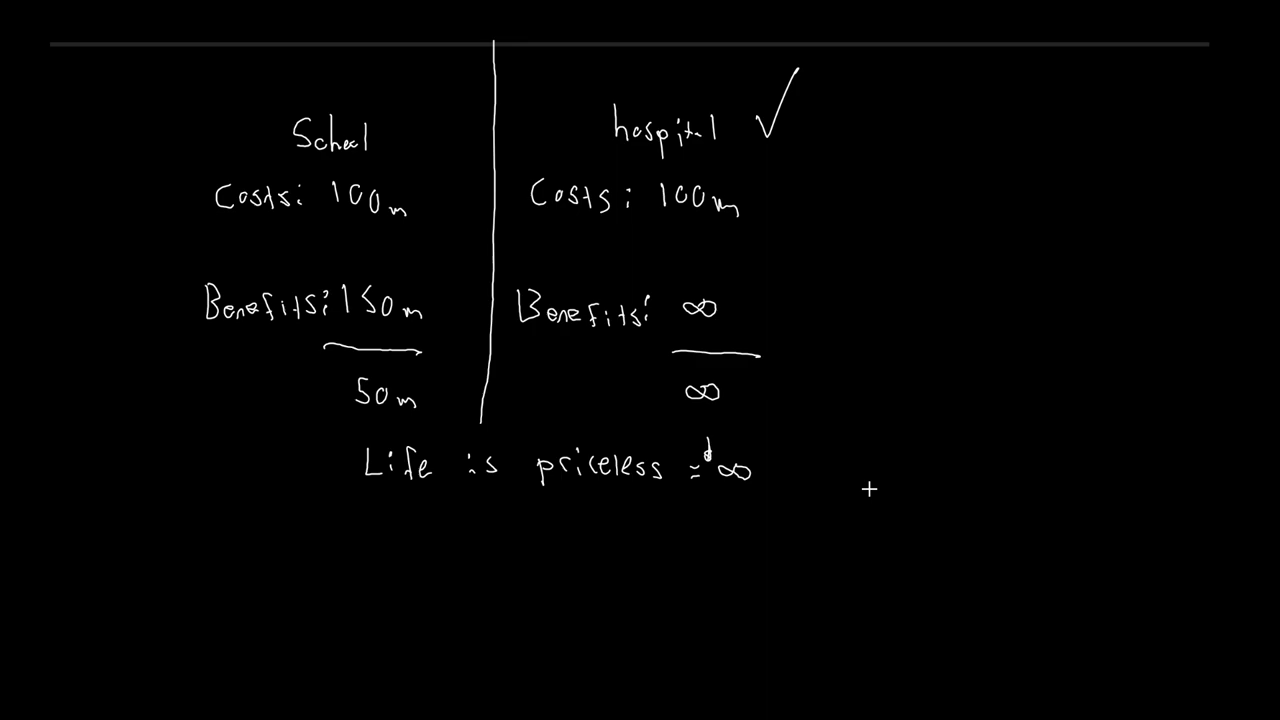 School
Costs: 100m
Benefits: 150m
50m
hospital ✓
Costs: 100m
Benefits: ∞
∞
Life is priceless = ∞